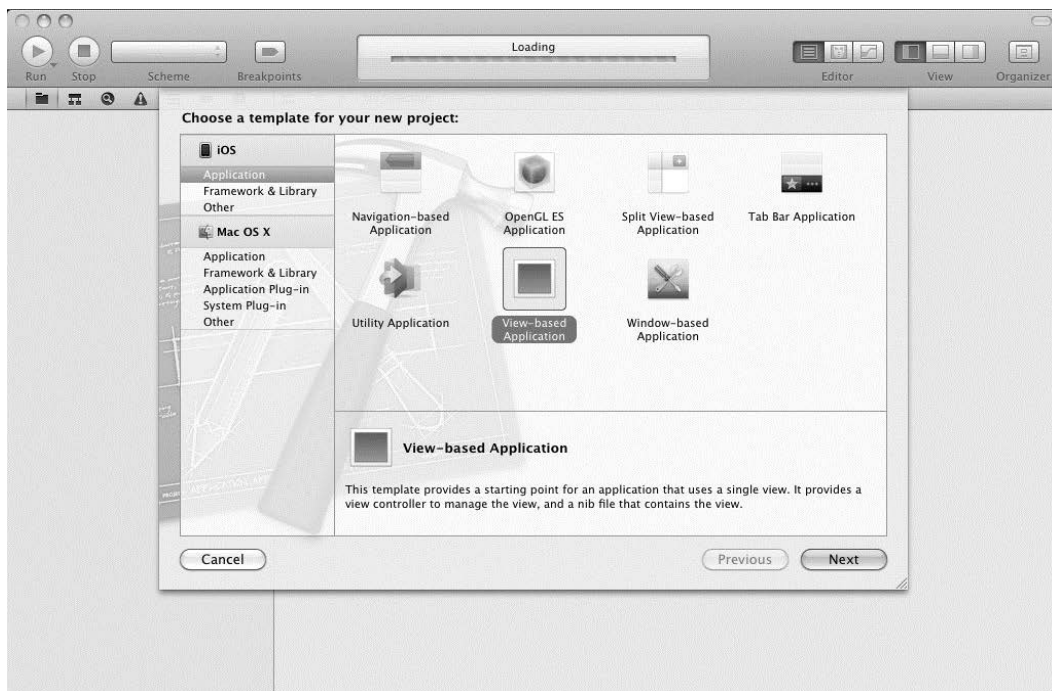 Loading
Run Stop Scheme Breakpoints Editor View Organizer
Choose a template for your new project:
iOS
Application
Framework & Library
Other
Mac OS X
Application
Framework & Library
Application Plug-in
System Plug-in
Other
Navigation-based
Application
OpenGL ES
Application
Split View-based
Application
Tab Bar Application
Utility Application
View-based
Application
Window-based
Application
View-based Application
This template provides a starting point for an application that uses a single view. It provides a
view controller to manage the view, and a nib file that contains the view.
Cancel Previous Next